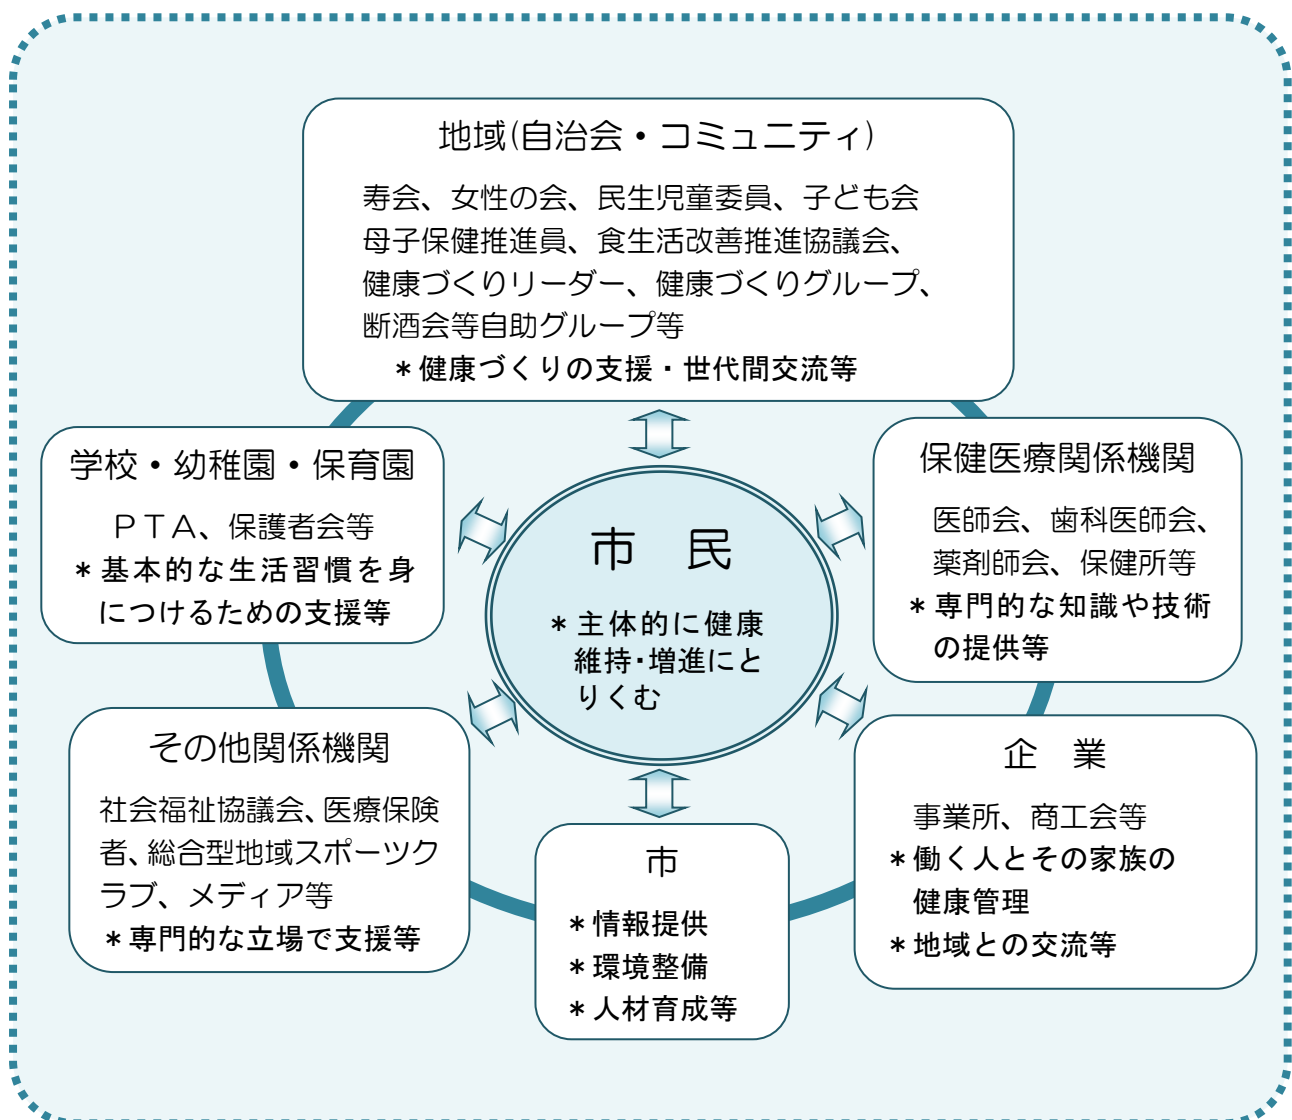 地域(自治会・コミュニティ)
寿会、女性の会、民生児童委員、子ども会
母子保健推進員、食生活改善推進協議会、
健康づくりリーダー、健康づくりグループ、
断酒会等自助グループ等
＊健康づくりの支援・世代間交流等
学校・幼稚園・保育園
ＰＴＡ、保護者会等
＊基本的な生活習慣を身
につけるための支援等
保健医療関係機関
医師会、歯科医師会、
薬剤師会、保健所等
＊専門的な知識や技術
の提供等
市　民
＊主体的に健康
維持・増進にと
りくむ
その他関係機関
社会福祉協議会、医療保険
者、総合型地域スポーツク
ラブ、メディア等
＊専門的な立場で支援等
市
＊情報提供
＊環境整備
＊人材育成等
企　業
事業所、商工会等
＊働く人とその家族の
健康管理
＊地域との交流等